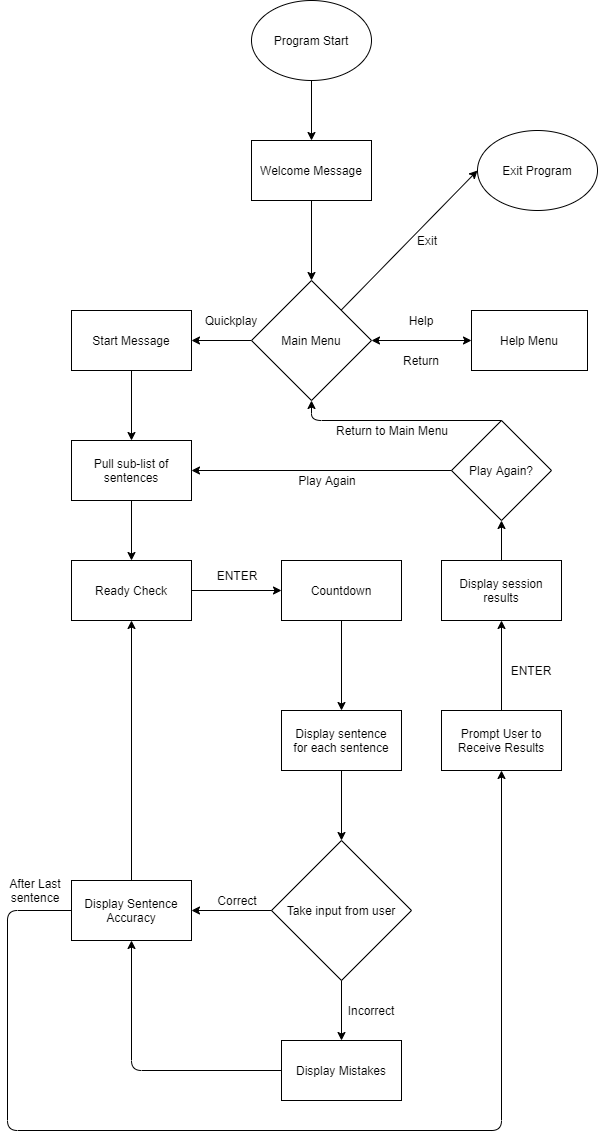 Program Start
Welcome Message
Exit Program
Exit
Quickplay
Help
Start Message
Main Menu
Help Menu
Return
Return to Main Menu
Pull sub-list of
sentences
Play Again?
Play Again
ENTER
Ready Check
Countdown
Display session
results
ENTER
Display sentence
for each sentence
Prompt User to
Receive Results
After Last
sentence
Display Sentence
Accuracy
Correct
Take input from user
Incorrect
Display Mistakes